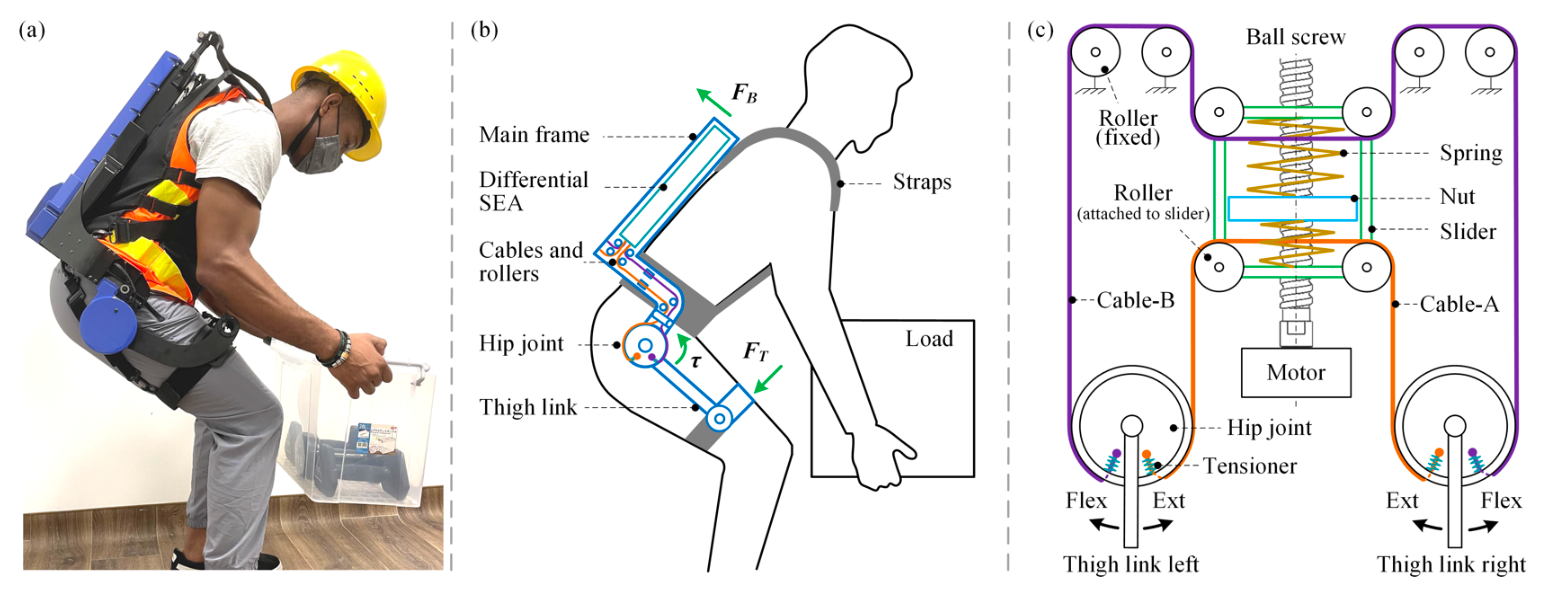 (a)
(b)
F_B
Main frame
Differential
SEA
Straps
Cables and
rollers
Hip joint
τ
F_T
Load
Thigh link
(c)
Ball screw
Roller
(fixed)
Spring
Roller
(attached to slider)
Nut
Slider
Cable-B
Cable-A
Motor
Hip joint
Tensioner
Flex
Ext
Ext
Flex
Thigh link left
Thigh link right